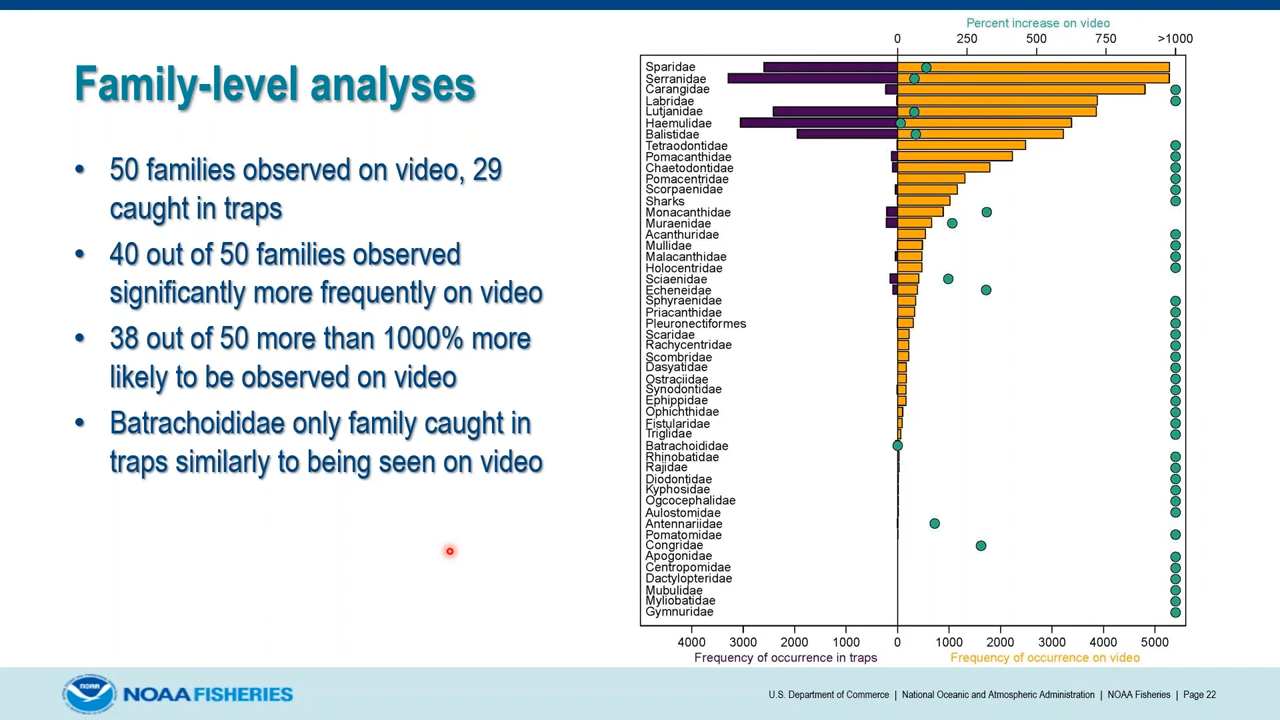 Family-level analyses
• 50 families observed on video, 29
caught in traps
• 40 out of 50 families observed
significantly more frequently on video
• 38 out of 50 more than 1000% more
likely to be observed on video
• Batrachoididae only family caught in
traps similarly to being seen on video
Percent increase on video
0 250 500 750 >1000
Sparidae
Serranidae
Carangidae
Labridae
Lutjanidae
Haemulidae
Balistidae
Tetraodontidae
Pomacanthidae
Chaetodontidae
Pomacentridae
Scorpaenidae
Sharks
Monacanthidae
Muraenidae
Acanthuridae
Mullidae
Malacanthidae
Holocentridae
Sciaenidae
Echeneidae
Sphyraenidae
Priacanthidae
Pleuronectiformes
Scaridae
Rachycentridae
Scombridae
Dasyatidae
Ostraciidae
Synodontidae
Ephippidae
Ophichthidae
Fistularidae
Triglidae
Batrachoididae
Rhinobatidae
Rajidae
Diodontidae
Kyphosidae
Ogcocephalidae
Aulostomidae
Antennariidae
Pomatomidae
Congridae
Apogonidae
Centropomidae
Dactylopteridae
Mubulidae
Myliobatidae
Gymnuridae
4000 3000 2000 1000 0 1000 2000 3000 4000 5000
Frequency of occurrence in traps Frequency of occurrence on video
NOAA
NOAA FISHERIES
U.S. Department of Commerce | National Oceanic and Atmospheric Administration | NOAA Fisheries | Page 22